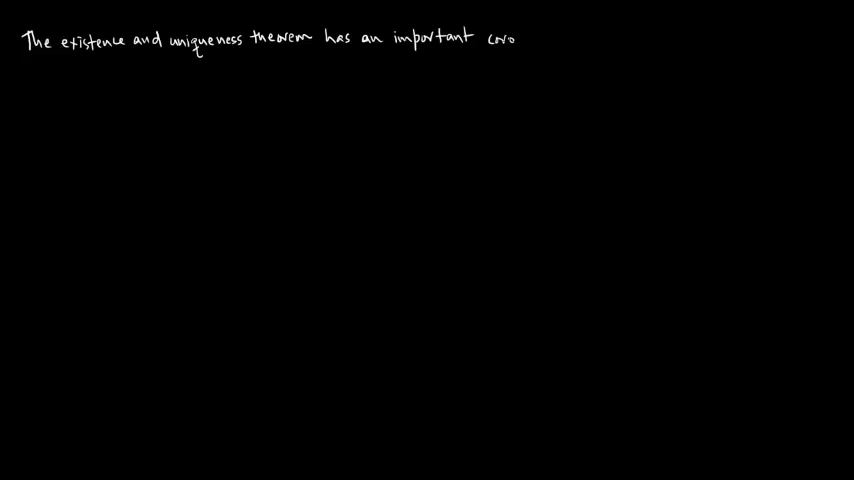 The existence and uniqueness theorem has an important coro